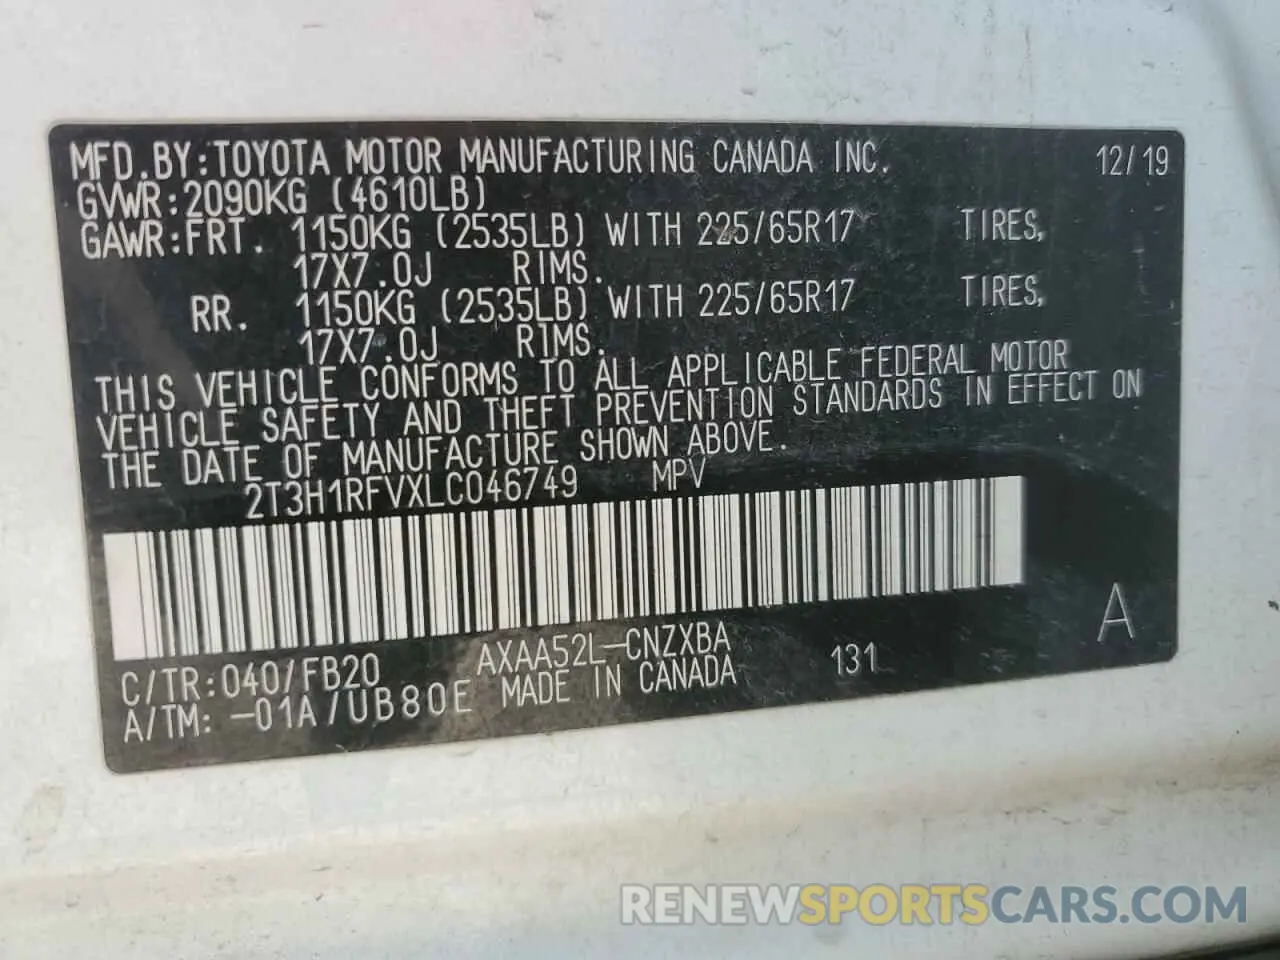 MFD.BY:TOYOTA MOTOR MANUFACTURING CANADA INC. 12/19
GVWR:2090KG (4610LB)
GAWR:FRT. 1150KG (2535LB) WITH 225/65R17 TIRES,
17X7.0J RIMS.
RR. 1150KG (2535LB) WITH 225/65R17 TIRES,
17X7.0J RIMS.
THIS VEHICLE CONFORMS TO ALL APPLICABLE FEDERAL MOTOR
VEHICLE SAFETY AND THEFT PREVENTION STANDARDS IN EFFECT ON
THE DATE OF MANUFACTURE SHOWN ABOVE.
2T3H1RFVXLC046749 MPV
A
C/TR:040/FB20 AXAA52L-CNZXBA 131
A/TM: -01A/UB80E MADE IN CANADA
RENEWSPORTSCARS.COM